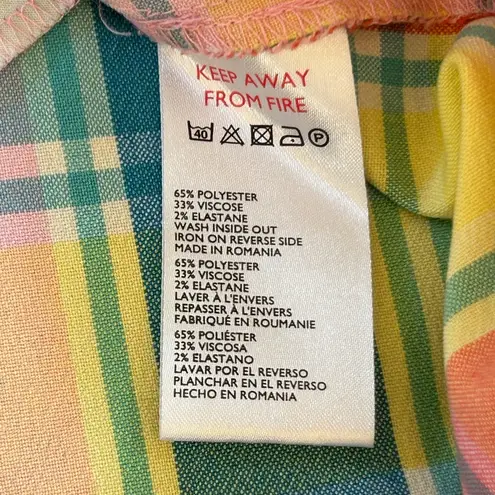 KEEP AWAY
FROM FIRE
40 P
65% POLYESTER
33% VISCOSE
2% ELASTANE
WASH INSIDE OUT
IRON ON REVERSE SIDE
MADE IN ROMANIA
65% POLYESTER
33% VISCOSE
2% ELASTANE
LAVER À L'ENVERS
REPASSER À L'ENVERS
FABRIQUÉ EN ROUMANIE
65% POLIÉSTER
33% VISCOSA
2% ELASTANO
LAVAR POR EL REVERSO
PLANCHAR EN EL REVERSO
HECHO EN ROMANIA